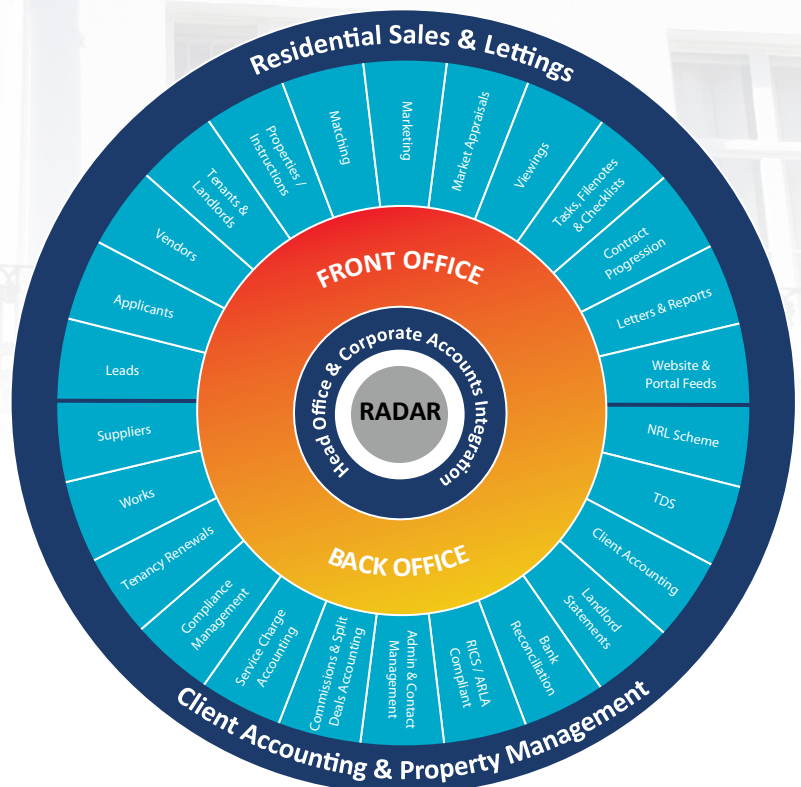 Residential Sales & Lettings
Leads
Applicants
Vendors
Tenants &
Landlords
Properties /
Instructions
Matching
Marketing
Market Appraisals
Viewings
Tasks, Filenotes
& Checklists
Contract
Progression
Letters & Reports
Website &
Portal Feeds
FRONT OFFICE
Head Office & Corporate Accounts Integration
RADAR
BACK OFFICE
Suppliers
Works
Tenancy Renewals
Compliance
Management
Service Charge
Accounting
Commissions & Split
Deals Accounting
Admin & Contact
Management
RICS / ARLA
Compliant
Bank
Reconciliation
Landlord
Statements
Client Accounting
TDS
NRL Scheme
Client Accounting & Property Management